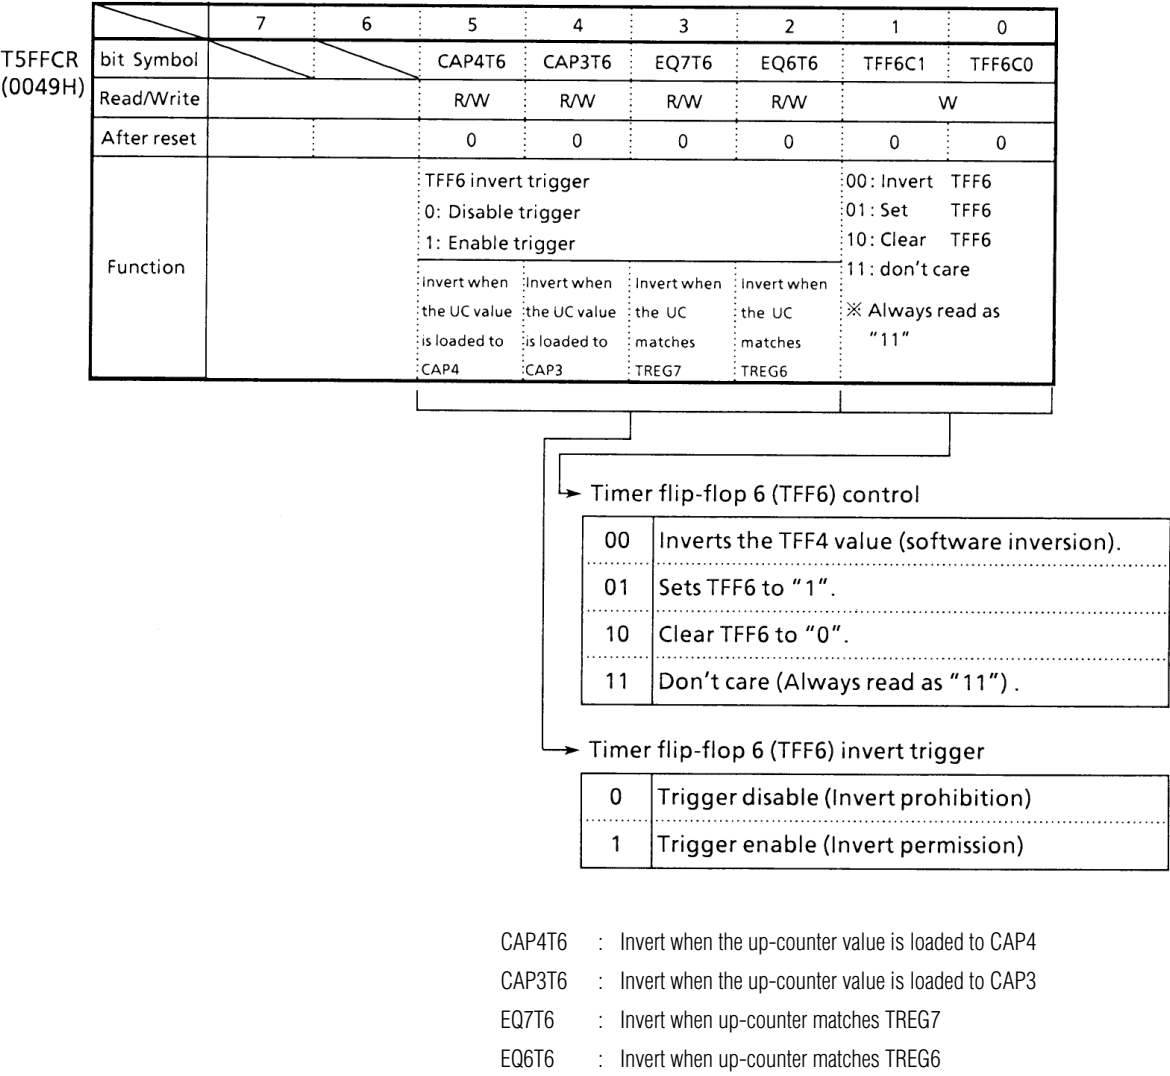 7 6 5 4 3 2 1 0
T5FFCR
(0049H)
bit Symbol CAP4T6 CAP3T6 EQ7T6 EQ6T6 TFF6C1 TFF6C0
Read/Write R/W R/W R/W R/W W
After reset 0 0 0 0 0 0
Function
TFF6 invert trigger
0: Disable trigger
1: Enable trigger
Invert when
the UC value
is loaded to
CAP4
Invert when
the UC value
is loaded to
CAP3
Invert when
the UC
matches
TREG7
Invert when
the UC
matches
TREG6
00: Invert TFF6
01: Set TFF6
10: Clear TFF6
11: don't care
※ Always read as
"11"
Timer flip-flop 6 (TFF6) control
00 Inverts the TFF4 value (software inversion).
01 Sets TFF6 to "1".
10 Clear TFF6 to "0".
11 Don't care (Always read as "11") .
Timer flip-flop 6 (TFF6) invert trigger
0 Trigger disable (Invert prohibition)
1 Trigger enable (Invert permission)
CAP4T6 : Invert when the up-counter value is loaded to CAP4
CAP3T6 : Invert when the up-counter value is loaded to CAP3
EQ7T6 : Invert when up-counter matches TREG7
EQ6T6 : Invert when up-counter matches TREG6